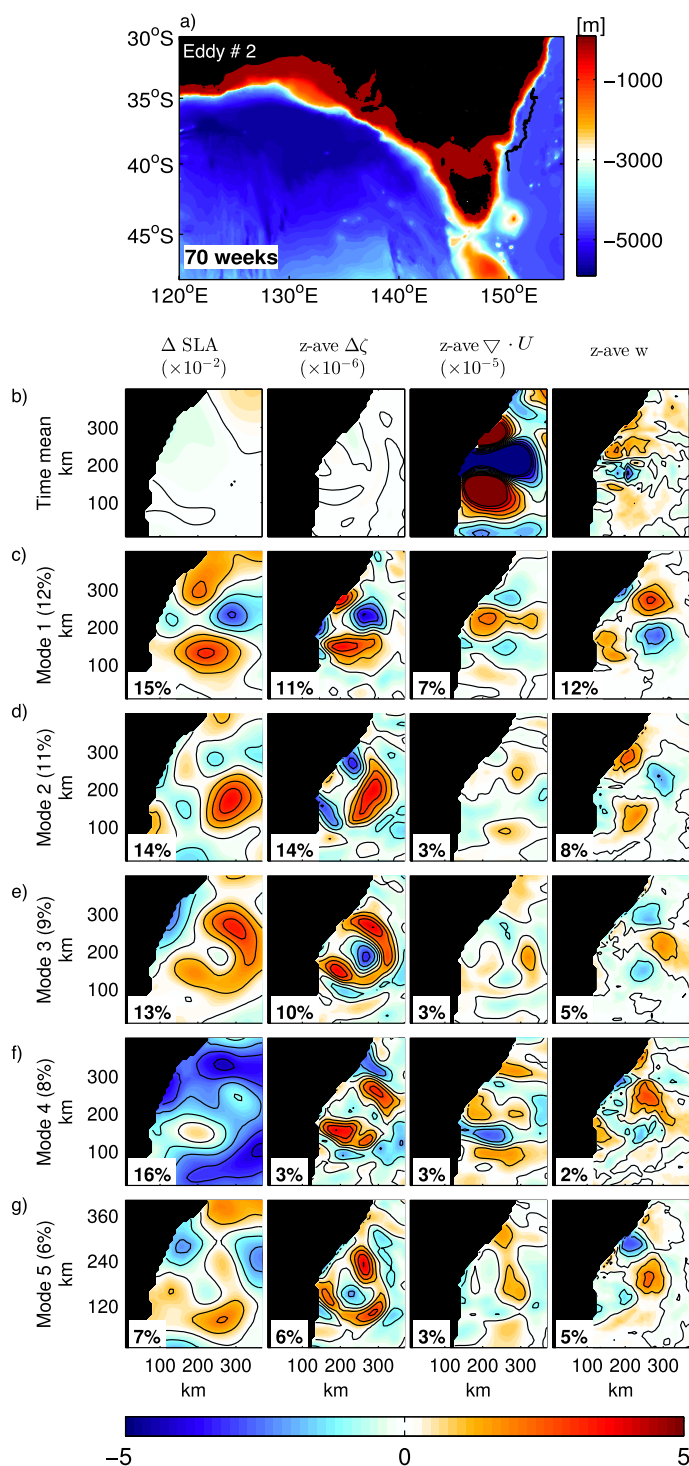 a)
[m]
30°S
35°S
40°S
45°S
Eddy # 2
70 weeks
−1000
−3000
−5000
120°E
130°E
140°E
150°E
Δ SLA
(×10⁻²)
z-ave Δζ
(×10⁻⁶)
z-ave ▽ · U
(×10⁻⁵)
z-ave w
b)
Time mean
km
300
200
100
c)
Mode 1 (12%)
km
300
200
100
15%
11%
7%
12%
d)
Mode 2 (11%)
km
300
200
100
14%
14%
3%
8%
e)
Mode 3 (9%)
km
300
200
100
13%
10%
3%
5%
f)
Mode 4 (8%)
km
300
200
100
16%
3%
3%
2%
g)
Mode 5 (6%)
km
360
240
120
7%
6%
3%
5%
100 200 300
100 200 300
100 200 300
100 200 300
km
km
km
km
−5
0
5